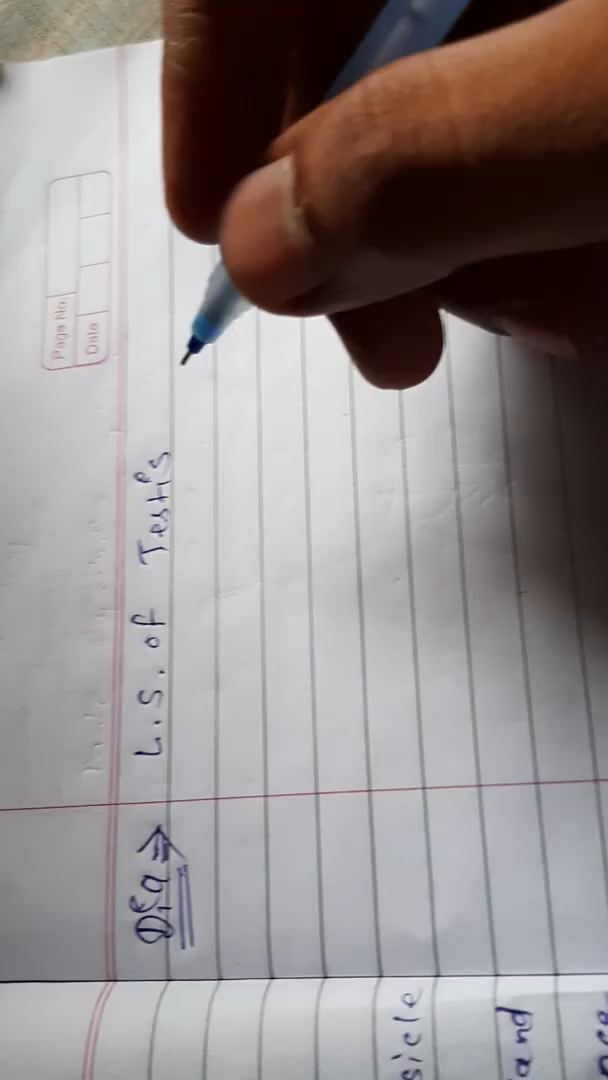 Page No.
Date
Dia ⇒ L.S. of Testis
sicle
and